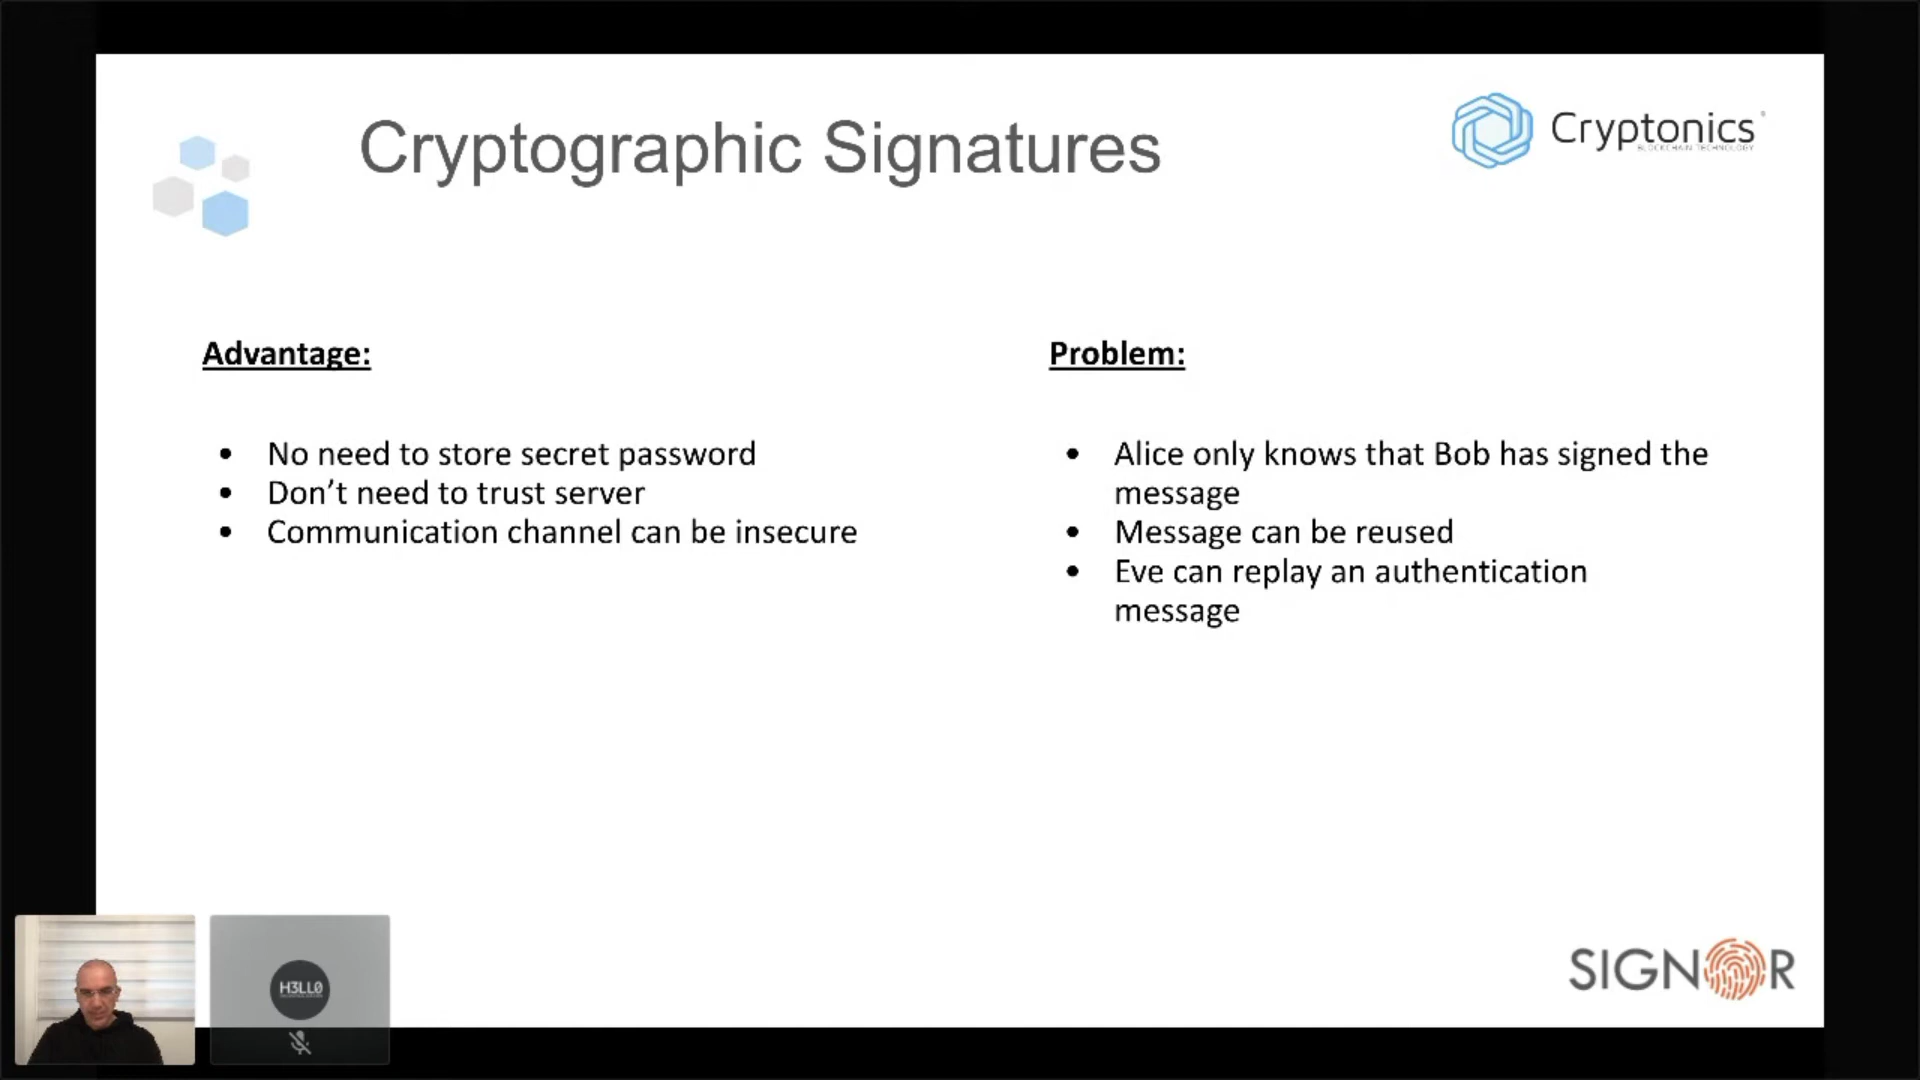 Cryptographic Signatures
Cryptonics
BLOCKCHAIN TECHNOLOGY
Advantage:
• No need to store secret password
• Don’t need to trust server
• Communication channel can be insecure
Problem:
• Alice only knows that Bob has signed the
message
• Message can be reused
• Eve can replay an authentication
message
H3LL0
SIGNOR